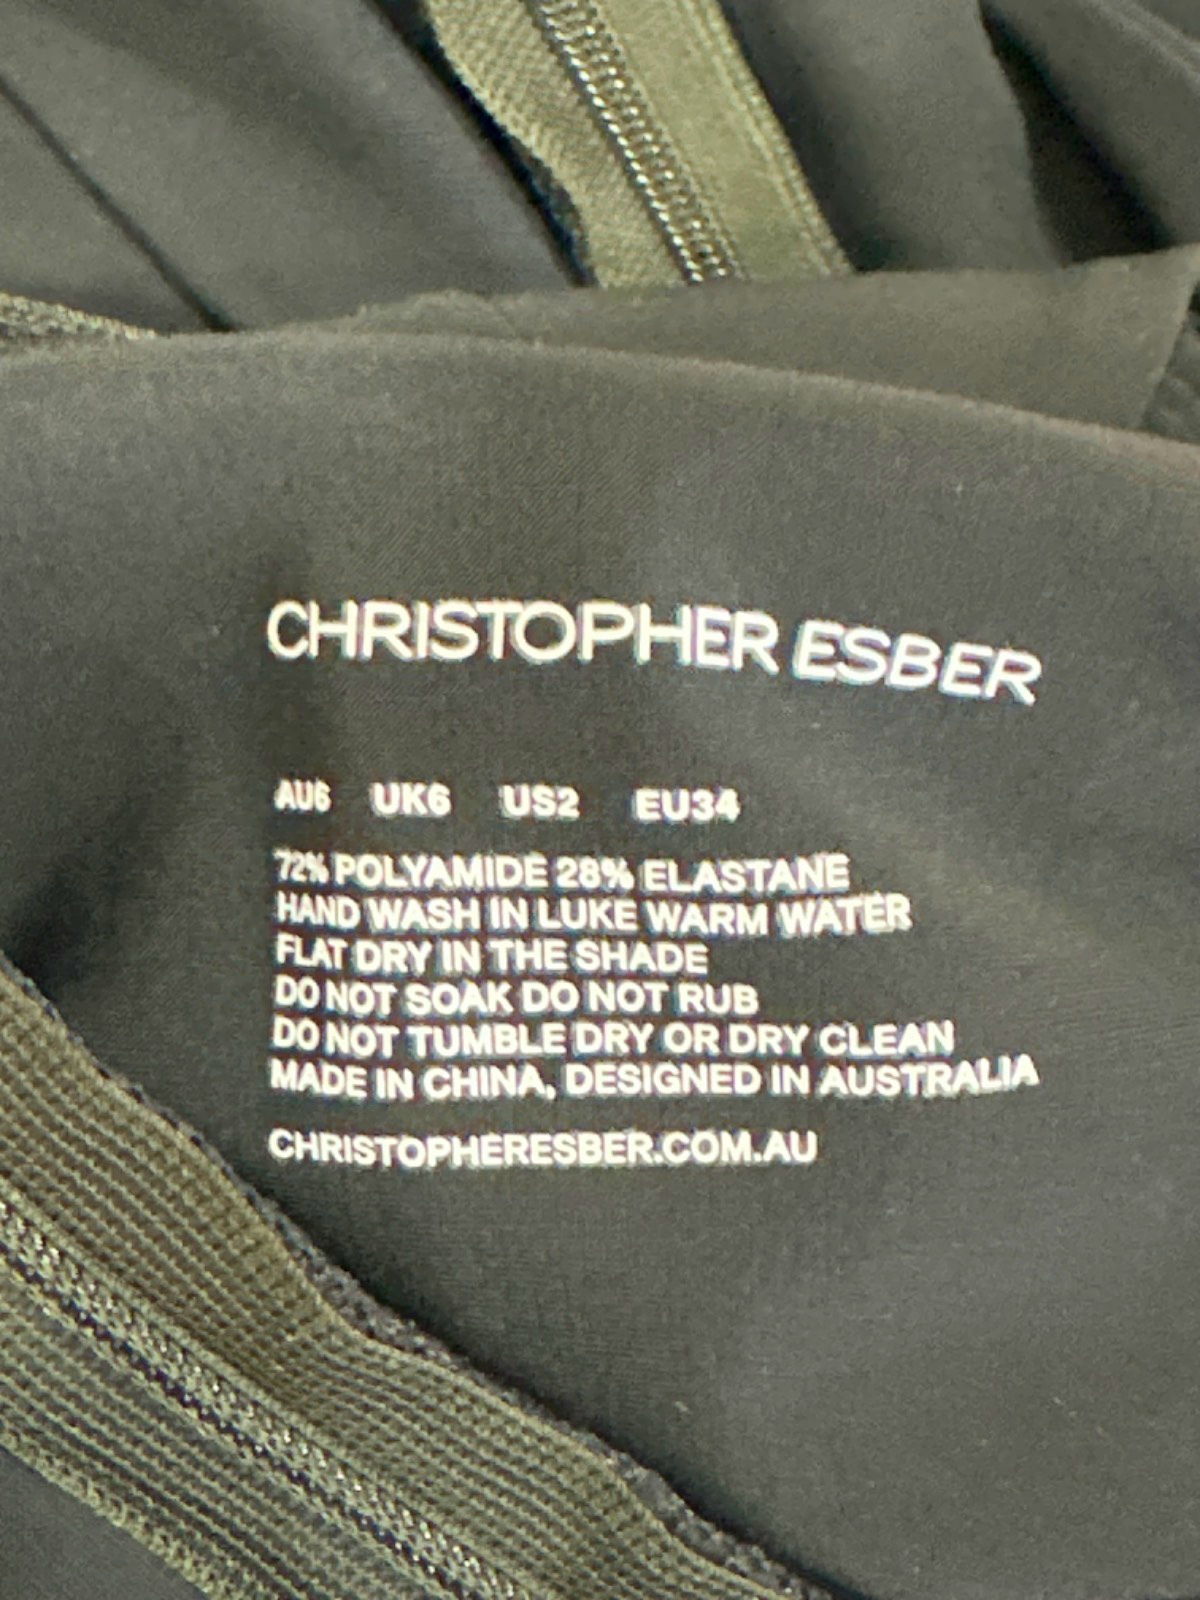 CHRISTOPHER ESBER
AU6 UK6 US2 EU34
72% POLYAMIDE 28% ELASTANE
HAND WASH IN LUKE WARM WATER
FLAT DRY IN THE SHADE
DO NOT SOAK DO NOT RUB
DO NOT TUMBLE DRY OR DRY CLEAN
MADE IN CHINA, DESIGNED IN AUSTRALIA
CHRISTOPHERESBER.COM.AU